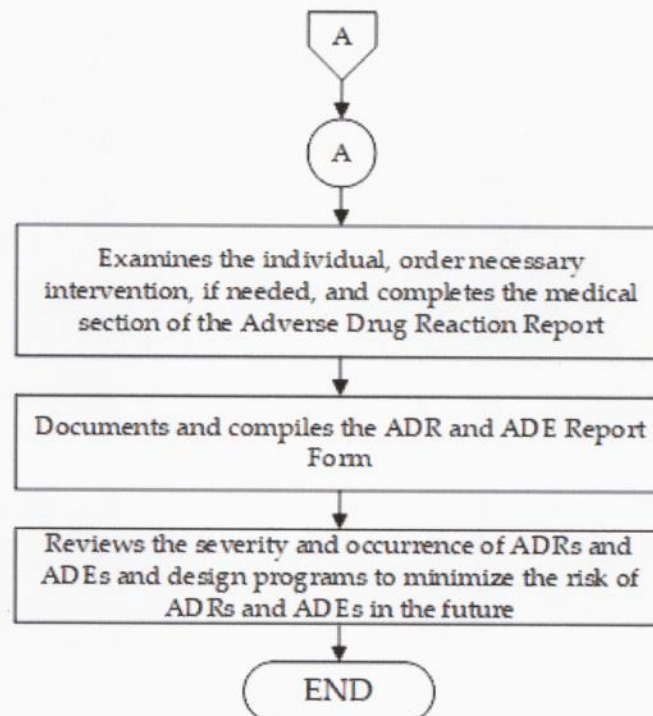 A
A
Examines the individual, order necessary
intervention, if needed, and completes the medical
section of the Adverse Drug Reaction Report
Documents and compiles the ADR and ADE Report
Form
Reviews the severity and occurrence of ADRs and
ADEs and design programs to minimize the risk of
ADRs and ADEs in the future
END